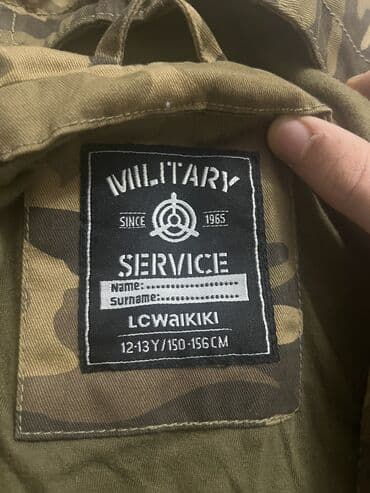 MILITARY
SINCE 1965
SERVICE
Name:....................
Surname:................
LCWaIKIKI
12-13 Y / 150-156 CM